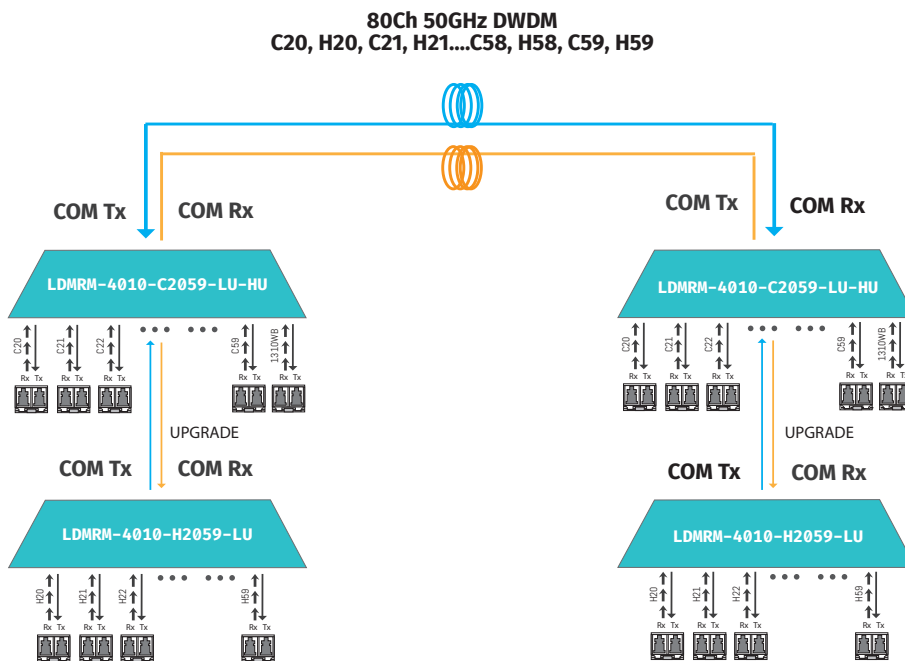 80Ch 50GHz DWDM
C20, H20, C21, H21....C58, H58, C59, H59
COM Tx COM Rx
COM Tx COM Rx
LDMRM-4010-C2059-LU-HU
LDMRM-4010-C2059-LU-HU
C20 C21 C22 C59 1310WB
C20 C21 C22 C59 1310WB
Rx Tx Rx Tx Rx Tx Rx Tx Rx Tx
Rx Tx Rx Tx Rx Tx Rx Tx Rx Tx
UPGRADE
UPGRADE
COM Tx COM Rx
COM Tx COM Rx
LDMRM-4010-H2059-LU
LDMRM-4010-H2059-LU
H20 H21 H22 H59
H20 H21 H22 H59
Rx Tx Rx Tx Rx Tx Rx Tx
Rx Tx Rx Tx Rx Tx Rx Tx